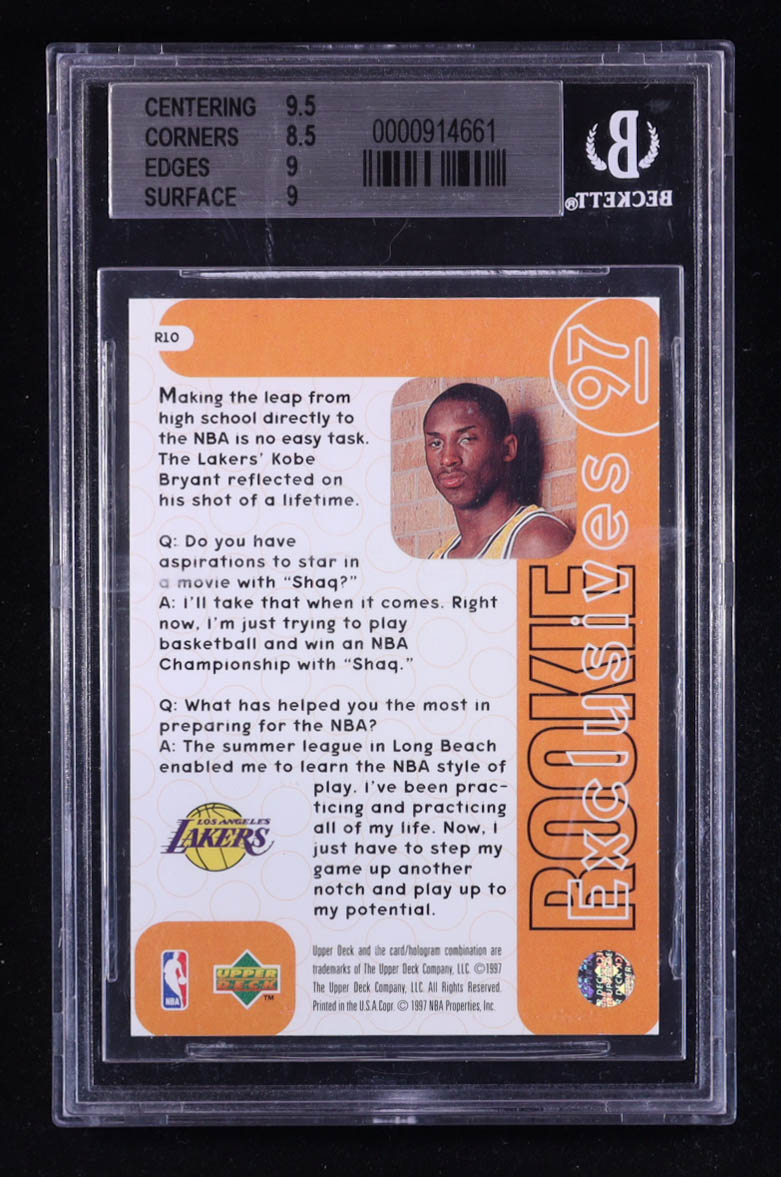 CENTERING 9.5
CORNERS 8.5
EDGES 9
SURFACE 9
0000914661
B
BECKETT®
R10
97
ROOKIE
Exclusives
Making the leap from
high school directly to
the NBA is no easy task.
The Lakers' Kobe
Bryant reflected on
his shot of a lifetime.
Q: Do you have
aspirations to star in
a movie with "Shaq?"
A: I'll take that when it comes. Right
now, I'm just trying to play
basketball and win an NBA
Championship with "Shaq."
Q: What has helped you the most in
preparing for the NBA?
A: The summer league in Long Beach
enabled me to learn the NBA style of
play. I've been prac-
ticing and practicing
all of my life. Now, I
just have to step my
game up another
notch and play up to
my potential.
LOS ANGELES
LAKERS
NBA
UPPER
DECK
™
Upper Deck and the card/hologram combination are
trademarks of The Upper Deck Company, LLC. ©1997
The Upper Deck Company, LLC. All Rights Reserved.
Printed in the U.S.A.Copr. © 1997 NBA Properties, Inc.